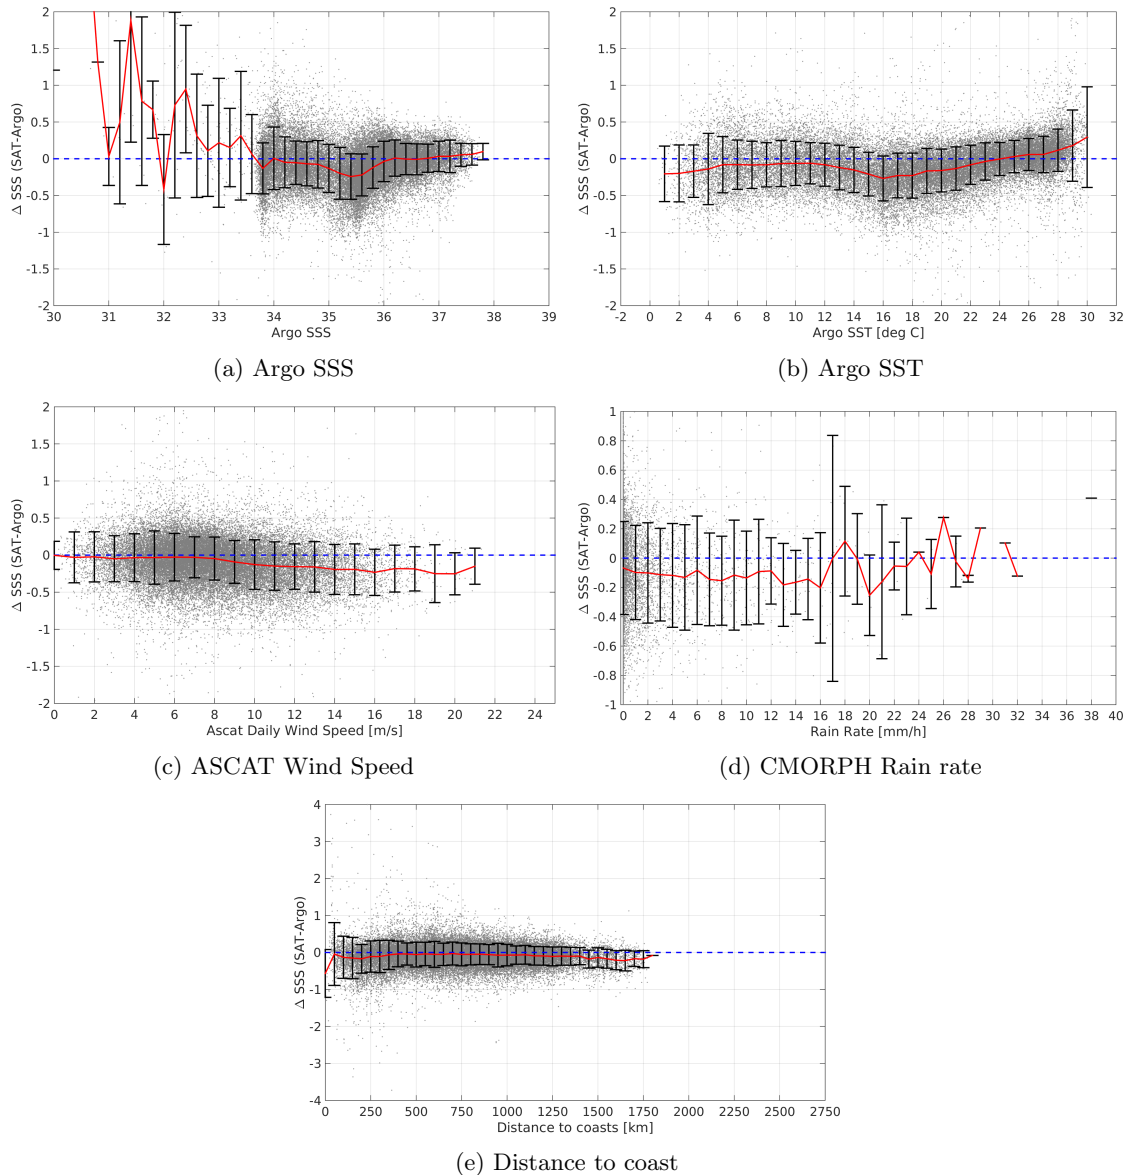 2
1.5
1
0.5
0
-0.5
-1
-1.5
-2
Δ SSS (SAT-Argo)
30 31 32 33 34 35 36 37 38 39
Argo SSS
(a) Argo SSS
2
1.5
1
0.5
0
-0.5
-1
-1.5
-2
Δ SSS (SAT-Argo)
-2 0 2 4 6 8 10 12 14 16 18 20 22 24 26 28 30 32
Argo SST [deg C]
(b) Argo SST
2
1.5
1
0.5
0
-0.5
-1
-1.5
-2
Δ SSS (SAT-Argo)
0 2 4 6 8 10 12 14 16 18 20 22 24
Ascat Daily Wind Speed [m/s]
(c) ASCAT Wind Speed
1
0.8
0.6
0.4
0.2
0
-0.2
-0.4
-0.6
-0.8
-1
Δ SSS (SAT-Argo)
0 2 4 6 8 10 12 14 16 18 20 22 24 26 28 30 32 34 36 38 40
Rain Rate [mm/h]
(d) CMORPH Rain rate
4
3
2
1
0
-1
-2
-3
-4
Δ SSS (SAT-Argo)
0 250 500 750 1000 1250 1500 1750 2000 2250 2500 2750
Distance to coasts [km]
(e) Distance to coast